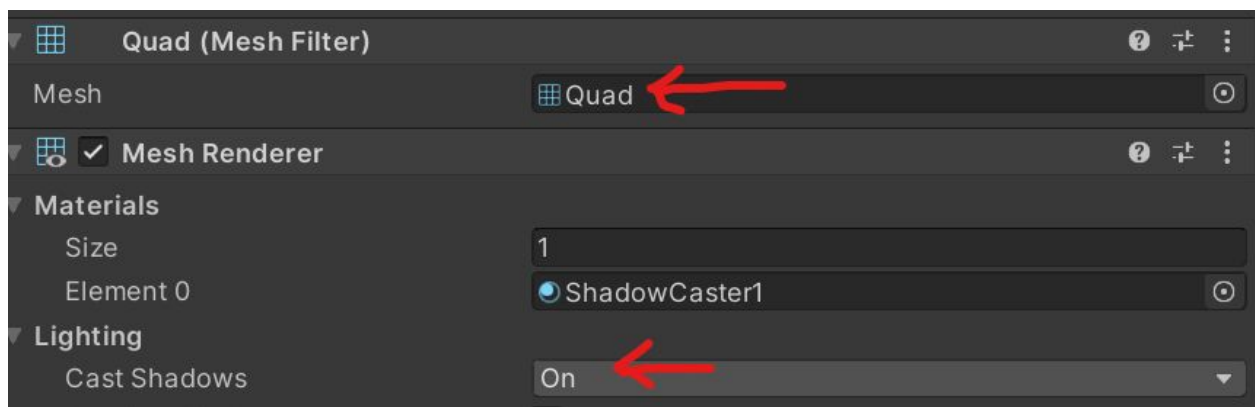 Quad (Mesh Filter)
Mesh Quad
Mesh Renderer
Materials
Size 1
Element 0 ShadowCaster1
Lighting
Cast Shadows On